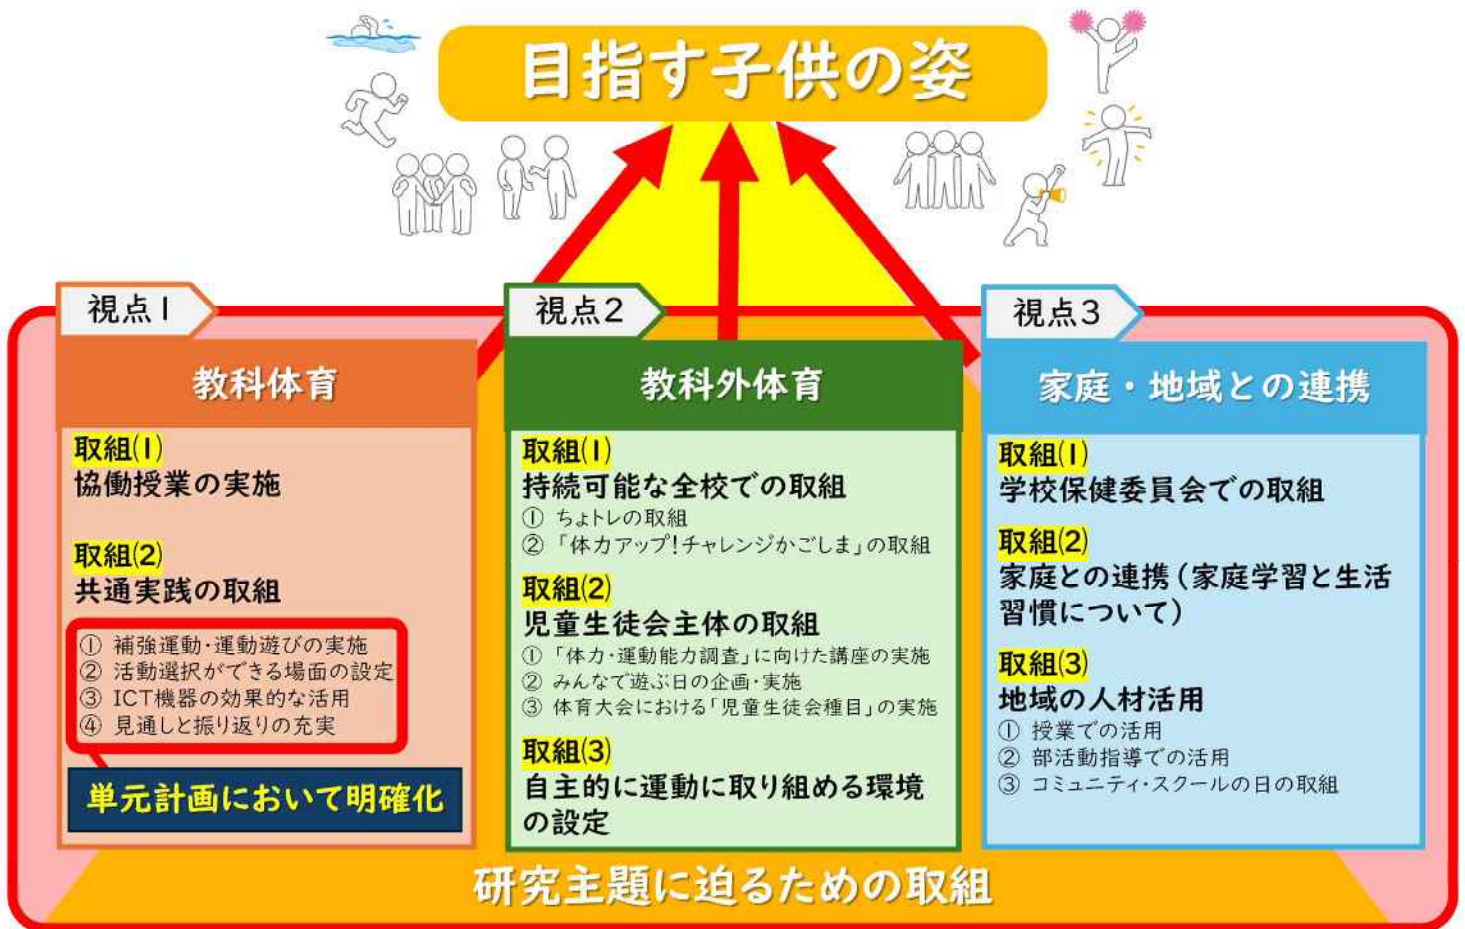 目指す子供の姿
視点1
教科体育
取組(1)
協働授業の実施
取組(2)
共通実践の取組
① 補強運動・運動遊びの実施
② 活動選択ができる場面の設定
③ ICT機器の効果的な活用
④ 見通しと振り返りの充実
単元計画において明確化
視点2
教科外体育
取組(1)
持続可能な全校での取組
① ちょトレの取組
② 「体力アップ!チャレンジかごしま」の取組
取組(2)
児童生徒会主体の取組
① 「体力・運動能力調査」に向けた講座の実施
② みんなで遊ぶ日の企画・実施
③ 体育大会における「児童生徒会種目」の実施
取組(3)
自主的に運動に取り組める環境
の設定
視点3
家庭・地域との連携
取組(1)
学校保健委員会での取組
取組(2)
家庭との連携(家庭学習と生活
習慣について)
取組(3)
地域の人材活用
① 授業での活用
② 部活動指導での活用
③ コミュニティ・スクールの日の取組
研究主題に迫るための取組